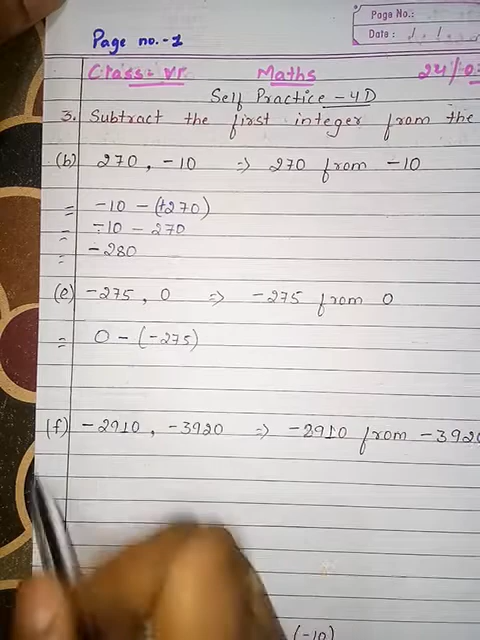 Page No.:
Date: / /
Page no.-1
Class: VI Maths 24/0
Self Practice - 4D
3. Subtract the first integer from the
(b) 270, -10 ⇒ 270 from -10
= -10 - (+270)
= -10 - 270
= -280
(e) -275, 0 ⇒ -275 from 0
= 0 - (-275)
(f) -2910, -3920 ⇒ -2910 from -3920
(-10)